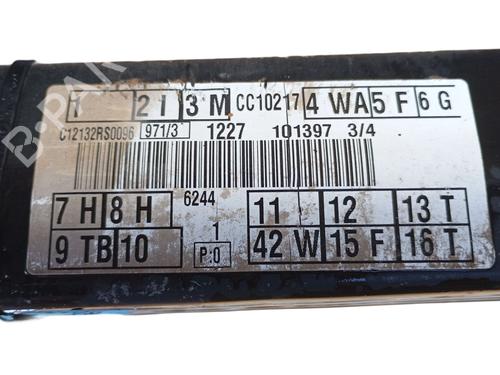 1 2 I 3 M CC10217 4 WA 5 F 6 G
C12132RS0096 971/3 1227 101397 3/4
7 H 8 H 6244 11 12 13 T
9 TB 10 1 P:0 42 W 15 F 16 T
B-PARTS